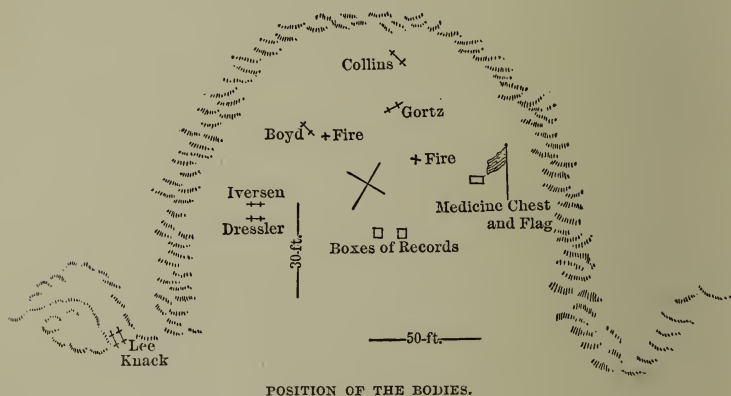 Collins
Gortz
Boyd
Fire
Fire
Iversen
Dressler
30-ft.
Medicine Chest
and Flag
Boxes of Records
Lee
Knack
50-ft.
POSITION OF THE BODIES.